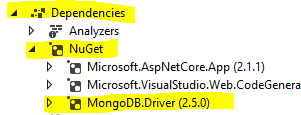 Dependencies
Analyzers
NuGet
Microsoft.AspNetCore.App (2.1.1)
Microsoft.VisualStudio.Web.CodeGenera
MongoDB.Driver (2.5.0)